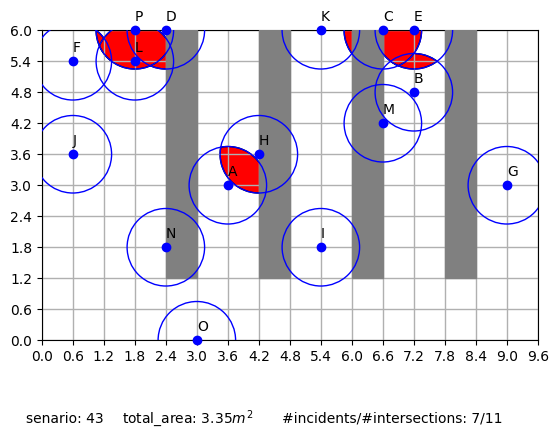 P D K C E
6.0
F L
5.4
B
4.8
M
4.2
J H
3.6
A G
3.0
2.4
N I
1.8
1.2
0.6
O
0.0
0.0 0.6 1.2 1.8 2.4 3.0 3.6 4.2 4.8 5.4 6.0 6.6 7.2 7.8 8.4 9.0 9.6
senario: 43 total_area: 3.35m² #incidents/#intersections: 7/11